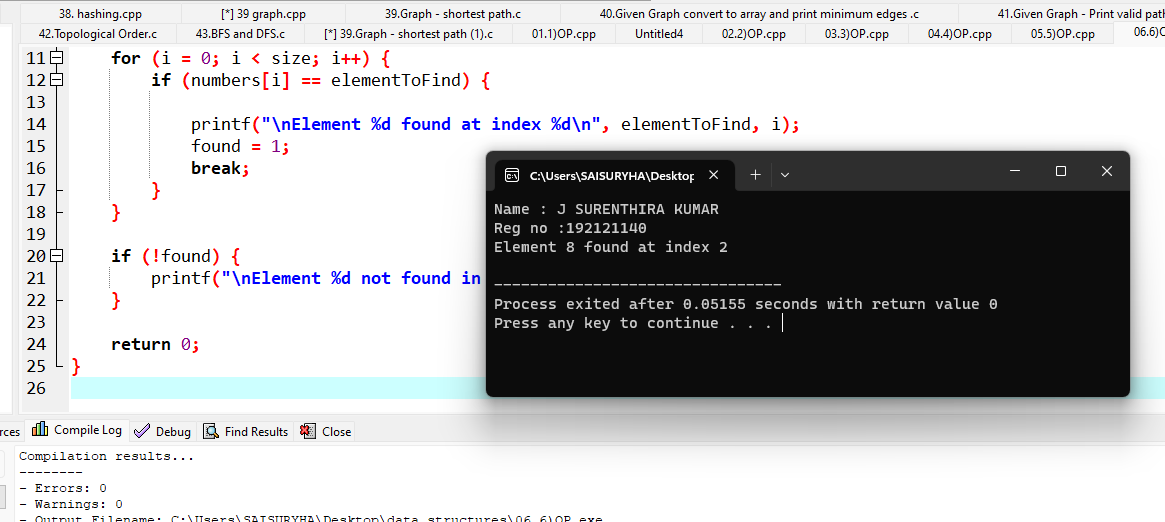 38. hashing.cpp [*] 39 graph.cpp 39.Graph - shortest path.c 40.Given Graph convert to array and print minimum edges .c 41.Given Graph - Print valid path
42.Topological Order.c 43.BFS and DFS.c [*] 39.Graph - shortest path (1).c 01.1)OP.cpp Untitled4 02.2)OP.cpp 03.3)OP.cpp 04.4)OP.cpp 05.5)OP.cpp 06.6)O
11 for (i = 0; i < size; i++) {
12 if (numbers[i] == elementToFind) {
13
14 printf("\nElement %d found at index %d\n", elementToFind, i);
15 found = 1;
16 break;
17 }
18 }
19
20 if (!found) {
21 printf("\nElement %d not found in
22 }
23
24 return 0;
25 }
26
C:\Users\SAISURYHA\Desktop
Name : J SURENTHIRA KUMAR
Reg no :192121140
Element 8 found at index 2
--------------------------------
Process exited after 0.05155 seconds with return value 0
Press any key to continue . . .
rces Compile Log Debug Find Results Close
Compilation results...
--------
- Errors: 0
- Warnings: 0
- Output Filename: C:\Users\SAISURYHA\Desktop\data structures\06.6)OP.exe